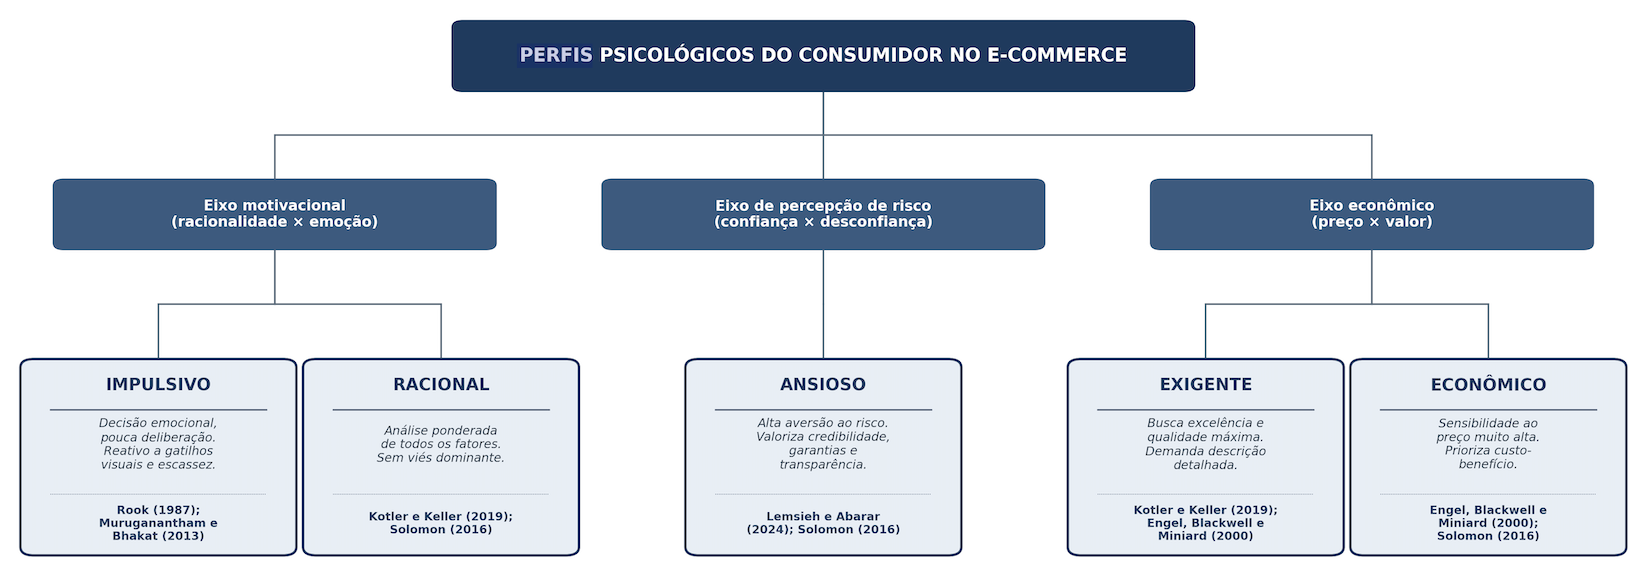 PERFIS PSICOLÓGICOS DO CONSUMIDOR NO E-COMMERCE
Eixo motivacional
(racionalidade × emoção)
Eixo de percepção de risco
(confiança × desconfiança)
Eixo econômico
(preço × valor)
IMPULSIVO
Decisão emocional,
pouca deliberação.
Reativo a gatilhos
visuais e escassez.
Rook (1987);
Muruganantham e
Bhakat (2013)
RACIONAL
Análise ponderada
de todos os fatores.
Sem viés dominante.
Kotler e Keller (2019);
Solomon (2016)
ANSIOSO
Alta aversão ao risco.
Valoriza credibilidade,
garantias e
transparência.
Lemsieh e Abarar
(2024); Solomon (2016)
EXIGENTE
Busca excelência e
qualidade máxima.
Demanda descrição
detalhada.
Kotler e Keller (2019);
Engel, Blackwell e
Miniard (2000)
ECONÔMICO
Sensibilidade ao
preço muito alta.
Prioriza custo-
benefício.
Engel, Blackwell e
Miniard (2000);
Solomon (2016)